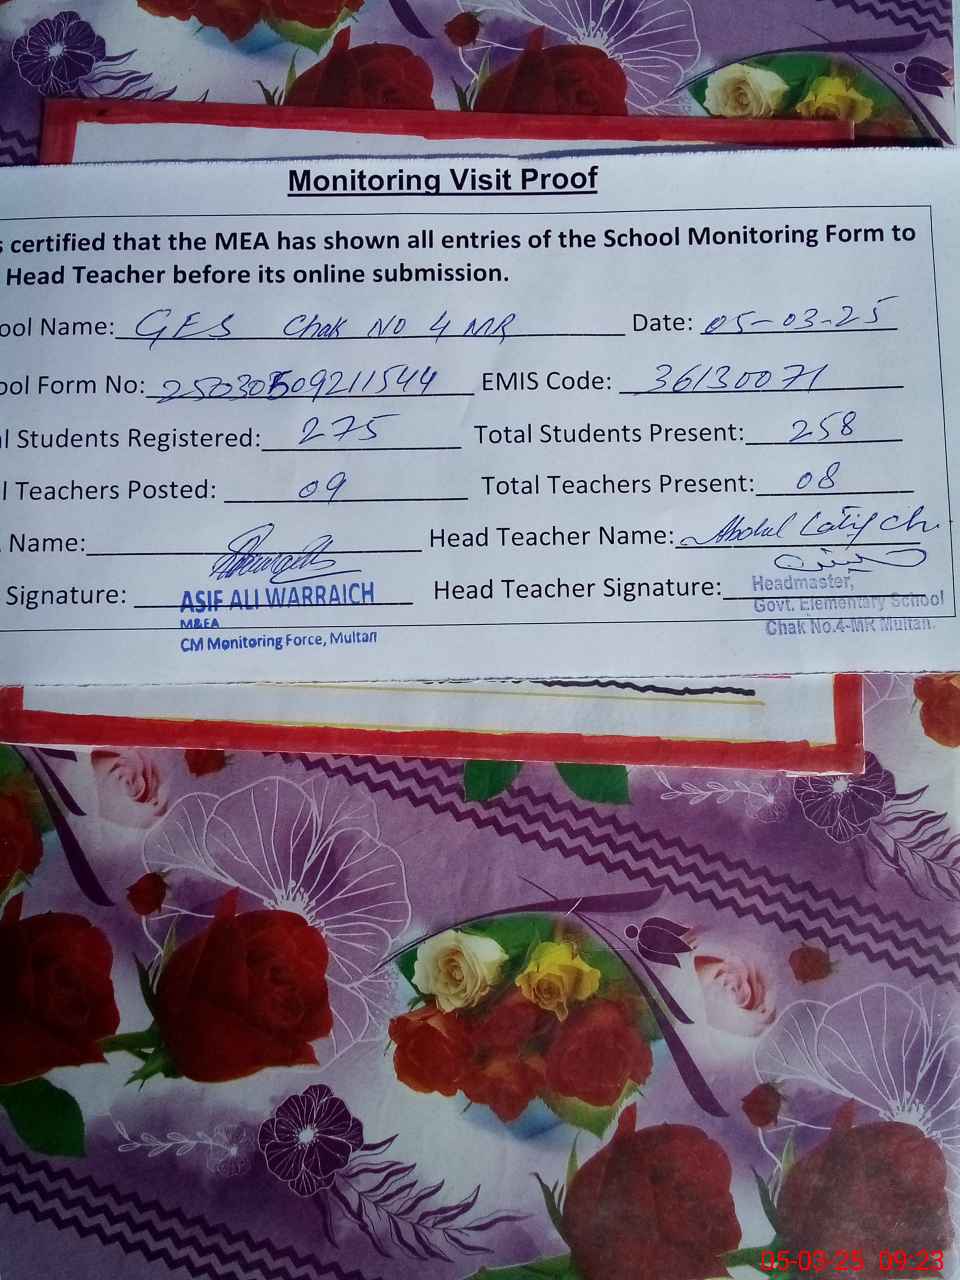 Monitoring Visit Proof
s certified that the MEA has shown all entries of the School Monitoring Form to
Head Teacher before its online submission.
ool Name: GES Chak NO 4 MR Date: 05-03-25
ool Form No: 25030509211544 EMIS Code: 36130071
l Students Registered: 275 Total Students Present: 258
l Teachers Posted: 09 Total Teachers Present: 08
Name: Head Teacher Name: Abdul Latif Ch.
Signature: Head Teacher Signature:
ASIF ALI WARRAICH
M&EA
CM Monitoring Force, Multan
Headmaster,
Govt. Elementary School
Chak No.4-MR Multan.
05-03-25 09:23